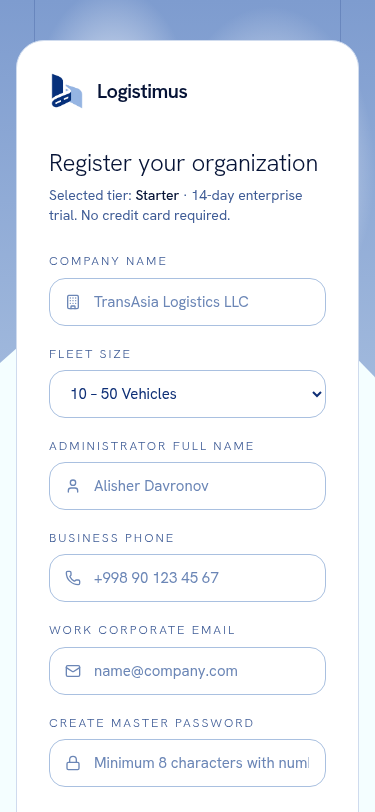 Logistimus
Register your organization
Selected tier: Starter · 14-day enterprise
trial. No credit card required.
COMPANY NAME
TransAsia Logistics LLC
FLEET SIZE
10 – 50 Vehicles
ADMINISTRATOR FULL NAME
Alisher Davronov
BUSINESS PHONE
+998 90 123 45 67
WORK CORPORATE EMAIL
name@company.com
CREATE MASTER PASSWORD
Minimum 8 characters with